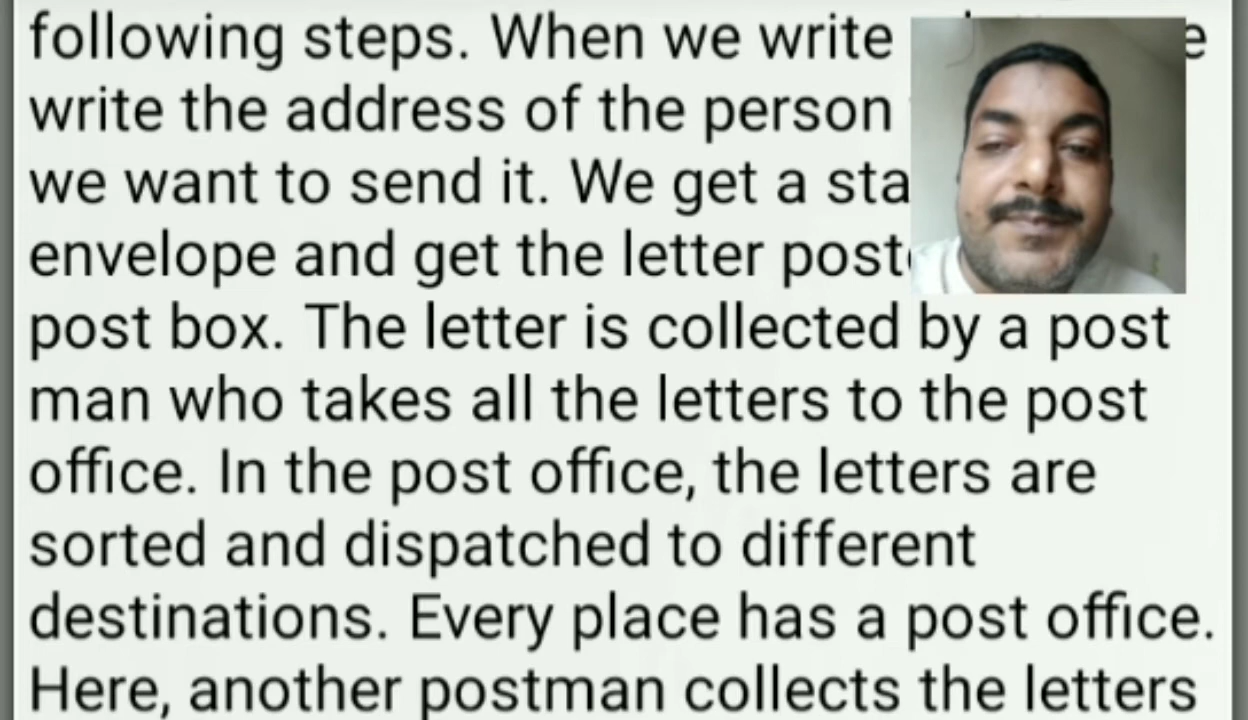 following steps. When we write
write the address of the person
we want to send it. We get a
envelope and get the letter
post box. The letter is collected by a post
man who takes all the letters to the post
office. In the post office, the letters are
sorted and dispatched to different
destinations. Every place has a post office.
Here, another postman collects the letters